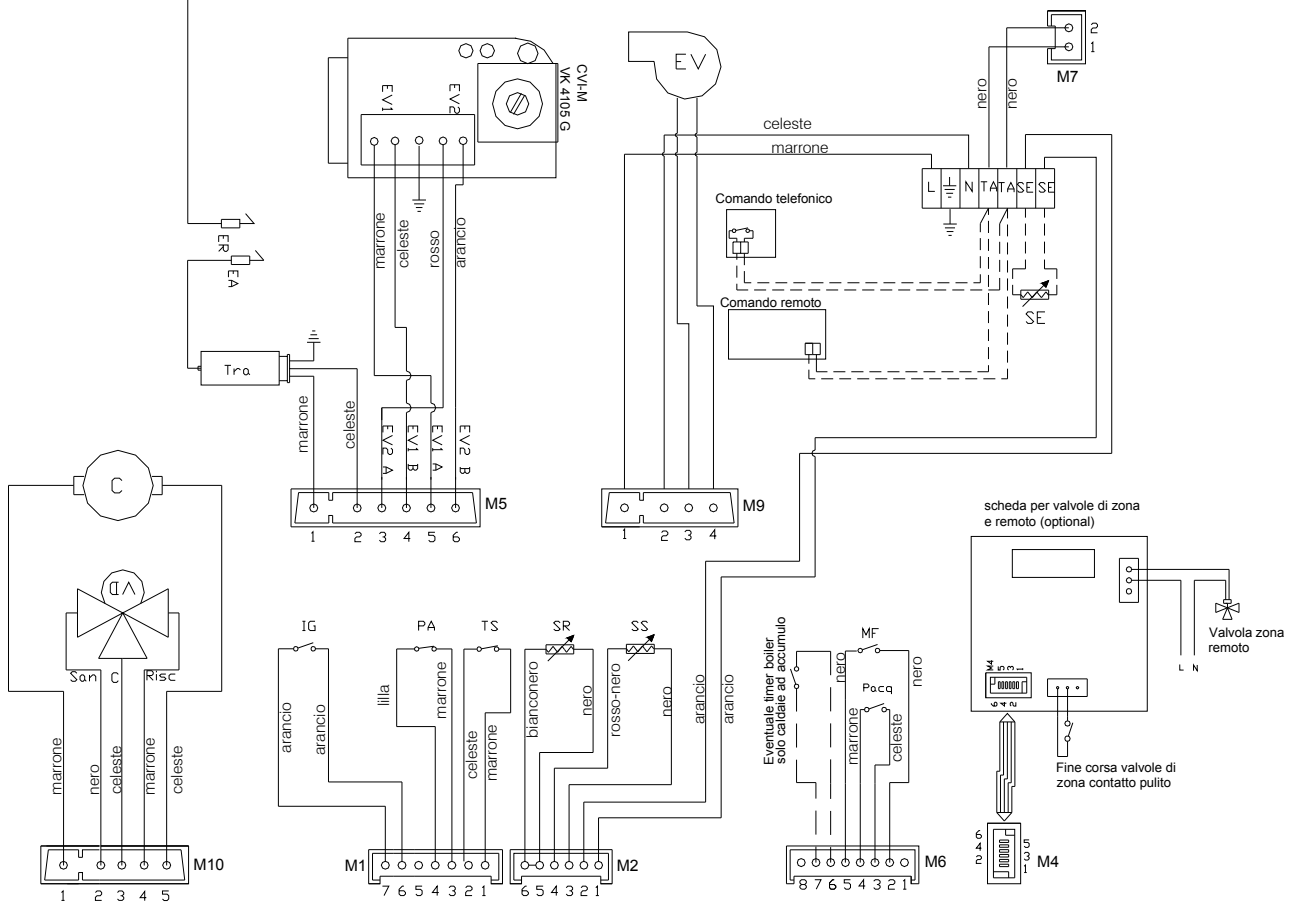 CVI-M
VK 4105 G
EV1
EV2
marrone
celeste
rosso
arancio
ER
EA
Tra
marrone
celeste
EV2 A
EV1 B
EV1 A
EV2 B
M5
1 2 3 4 5 6
EV
celeste
marrone
nero
nero
2
1
M7
L N TA TA SE SE
Comando telefonico
Comando remoto
SE
M9
1 2 3 4
C
VD
San C Risc
marrone
nero
celeste
marrone
celeste
M10
1 2 3 4 5
IG
arancio
arancio
PA
lilla
marrone
TS
celeste
marrone
M1
7 6 5 4 3 2 1
SR
bianconero
nero
SS
rosso-nero
nero
arancio
arancio
M2
6 5 4 3 2 1
Eventuale timer boiler
solo caldaie ad accumulo
MF
nero
nero
Pacq
marrone
celeste
M6
8 7 6 5 4 3 2 1
scheda per valvole di zona
e remoto (optional)
L N
Valvola zona
remoto
M4
5 3 1
6 4 2
Fine corsa valvole di
zona contatto pulito
6
4
2
5
3
1
M4